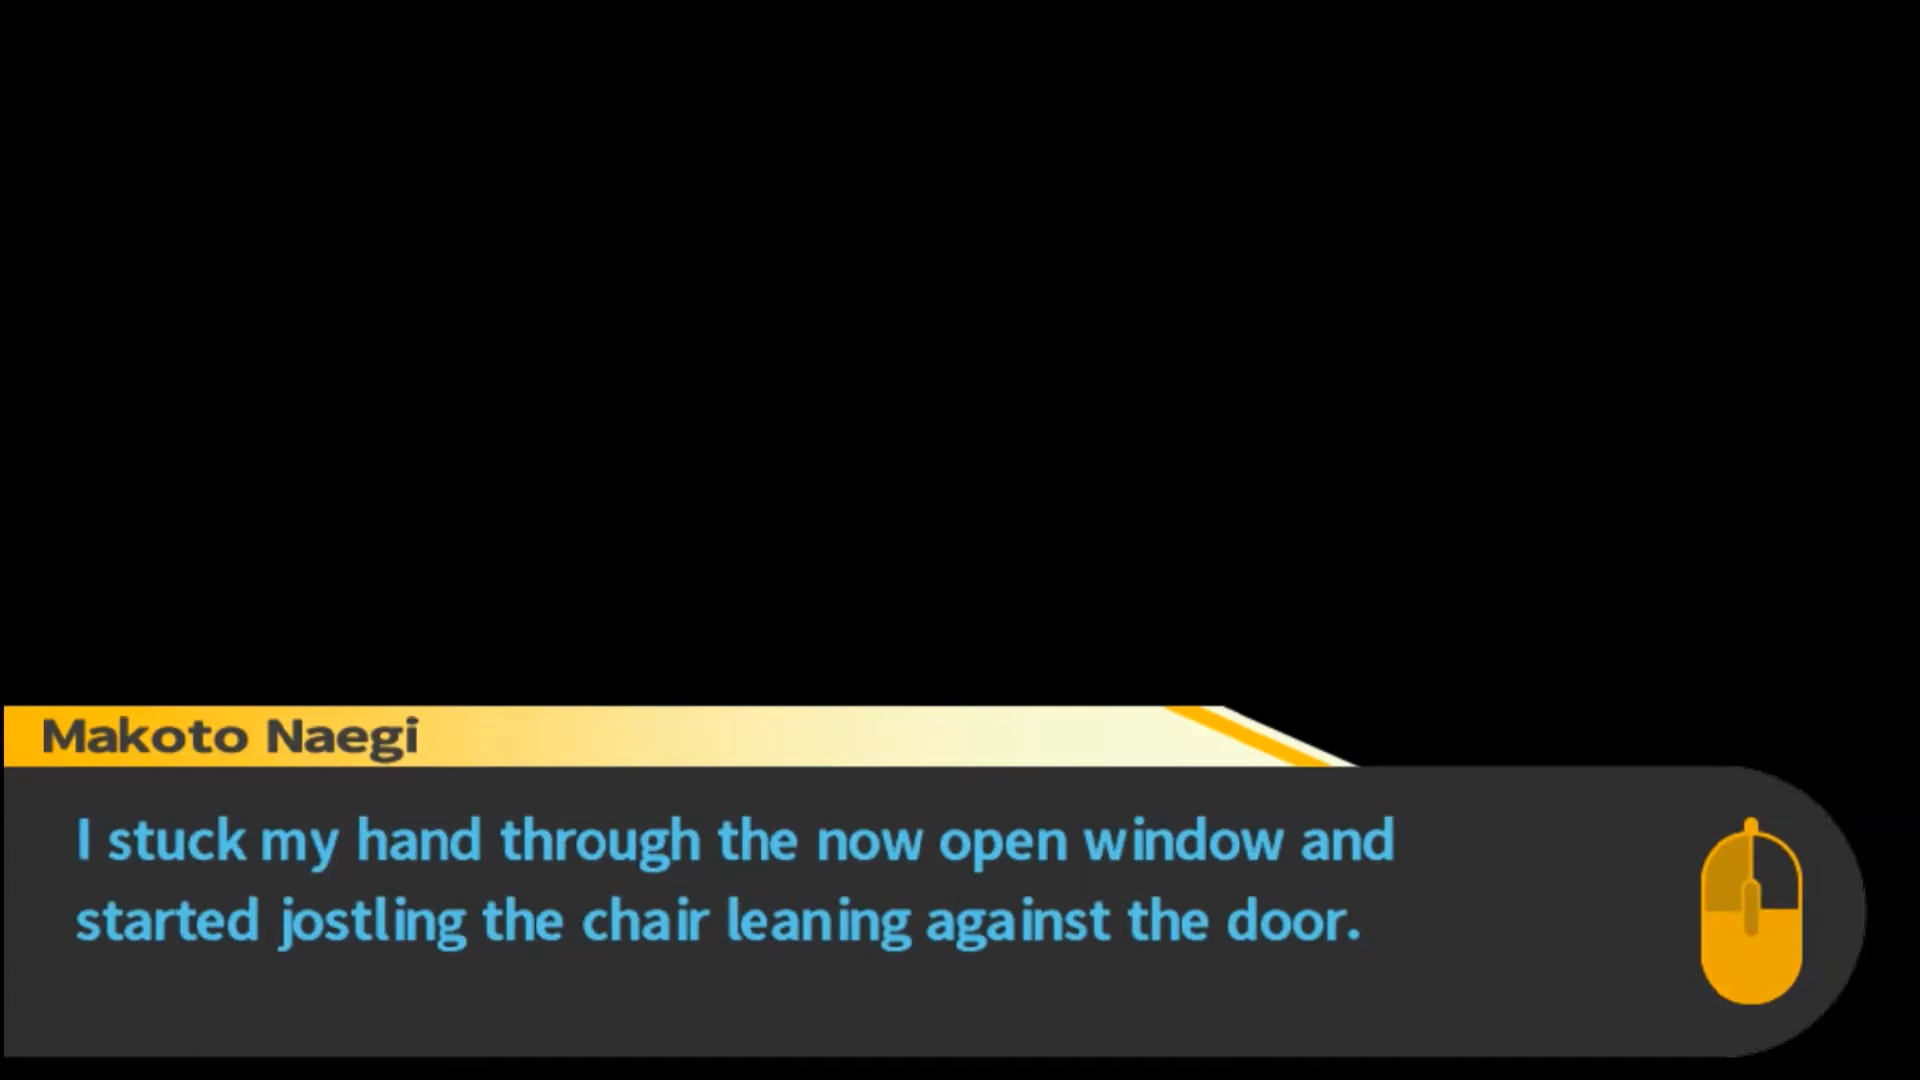 Makoto Naegi
I stuck my hand through the now open window and
started jostling the chair leaning against the door.